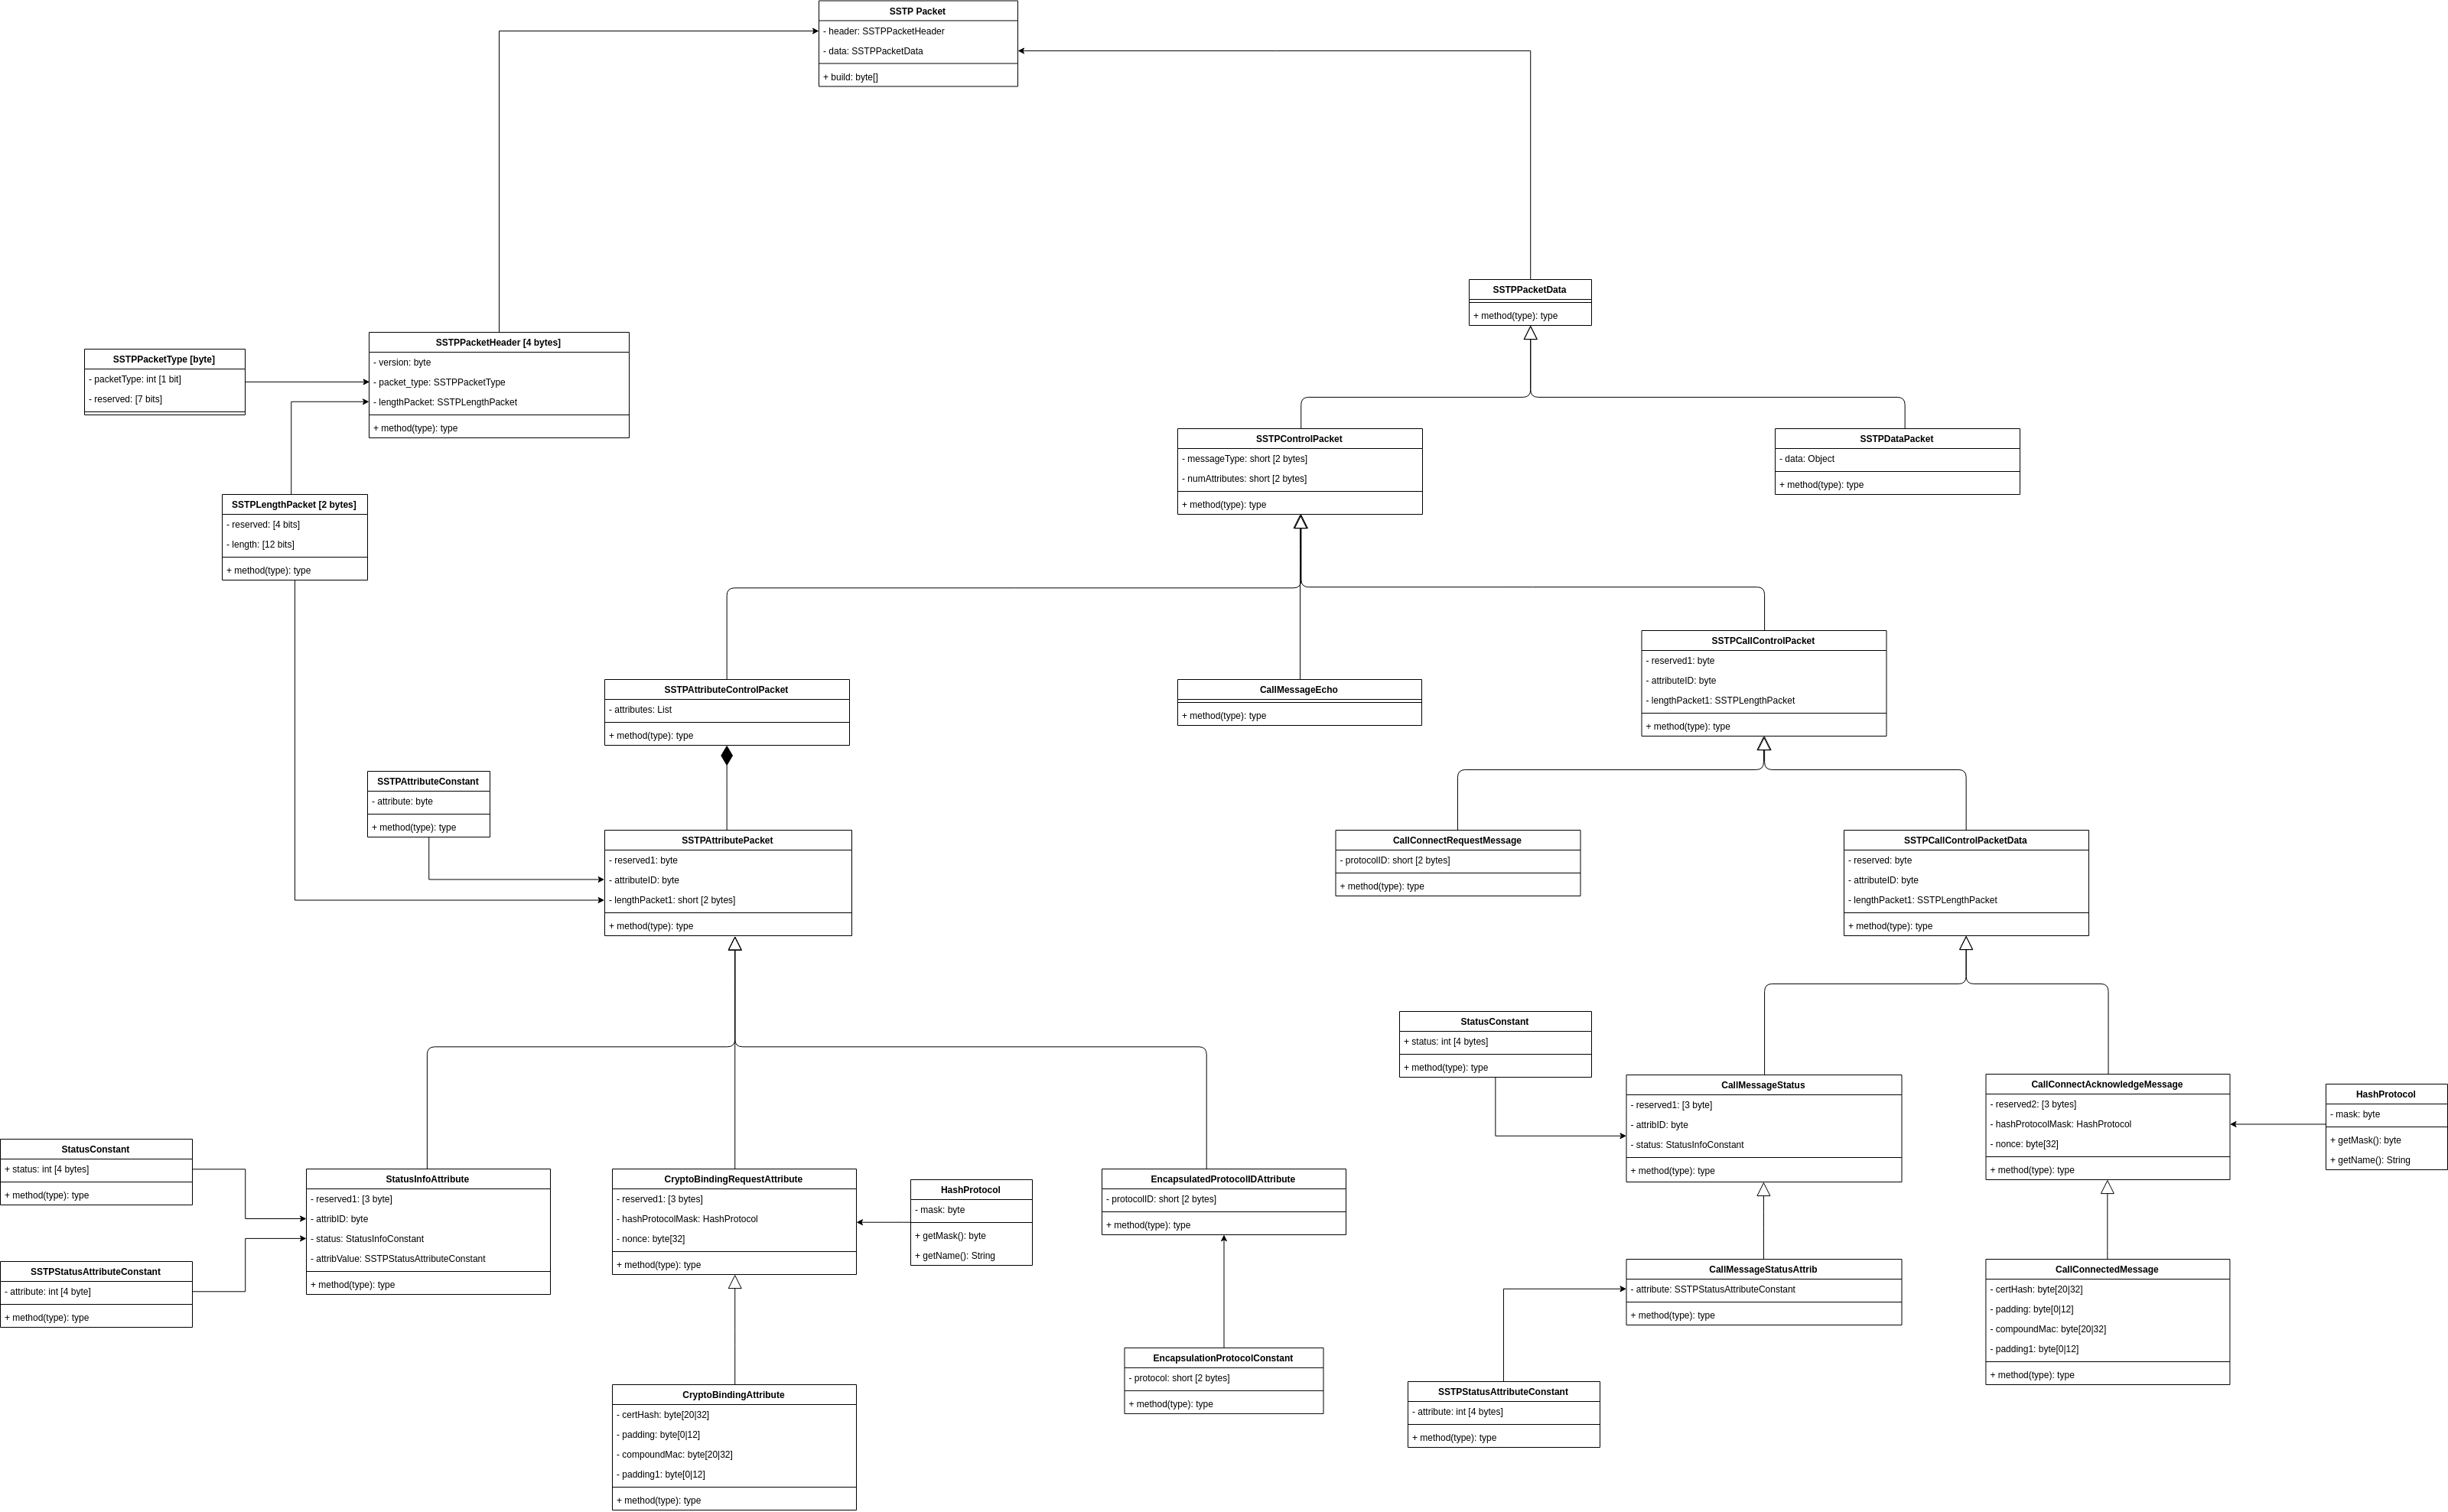 SSTP Packet
- header: SSTPPacketHeader
- data: SSTPPacketData
+ build: byte[]
SSTPPacketData
+ method(type): type
SSTPPacketHeader [4 bytes]
- version: byte
- packet_type: SSTPPacketType
- lengthPacket: SSTPLengthPacket
+ method(type): type
SSTPPacketType [byte]
- packetType: int [1 bit]
- reserved: [7 bits]
SSTPControlPacket
- messageType: short [2 bytes]
- numAttributes: short [2 bytes]
+ method(type): type
SSTPDataPacket
- data: Object
+ method(type): type
SSTPLengthPacket [2 bytes]
- reserved: [4 bits]
- length: [12 bits]
+ method(type): type
SSTPCallControlPacket
- reserved1: byte
- attributeID: byte
- lengthPacket1: SSTPLengthPacket
+ method(type): type
SSTPAttributeControlPacket
- attributes: List
+ method(type): type
CallMessageEcho
+ method(type): type
SSTPAttributeConstant
- attribute: byte
+ method(type): type
SSTPAttributePacket
- reserved1: byte
- attributeID: byte
- lengthPacket1: short [2 bytes]
+ method(type): type
CallConnectRequestMessage
- protocolID: short [2 bytes]
+ method(type): type
SSTPCallControlPacketData
- reserved: byte
- attributeID: byte
- lengthPacket1: SSTPLengthPacket
+ method(type): type
StatusConstant
+ status: int [4 bytes]
+ method(type): type
CallMessageStatus
- reserved1: [3 byte]
- attribID: byte
- status: StatusInfoConstant
+ method(type): type
CallConnectAcknowledgeMessage
- reserved2: [3 bytes]
- hashProtocolMask: HashProtocol
- nonce: byte[32]
+ method(type): type
HashProtocol
- mask: byte
+ getMask(): byte
+ getName(): String
StatusConstant
+ status: int [4 bytes]
+ method(type): type
StatusInfoAttribute
- reserved1: [3 byte]
- attribID: byte
- status: StatusInfoConstant
- attribValue: SSTPStatusAttributeConstant
+ method(type): type
CryptoBindingRequestAttribute
- reserved1: [3 bytes]
- hashProtocolMask: HashProtocol
- nonce: byte[32]
+ method(type): type
HashProtocol
- mask: byte
+ getMask(): byte
+ getName(): String
EncapsulatedProtocolIDAttribute
- protocolID: short [2 bytes]
+ method(type): type
SSTPStatusAttributeConstant
- attribute: int [4 byte]
+ method(type): type
CallMessageStatusAttrib
- attribute: SSTPStatusAttributeConstant
+ method(type): type
CallConnectedMessage
- certHash: byte[20|32]
- padding: byte[0|12]
- compoundMac: byte[20|32]
- padding1: byte[0|12]
+ method(type): type
EncapsulationProtocolConstant
- protocol: short [2 bytes]
+ method(type): type
CryptoBindingAttribute
- certHash: byte[20|32]
- padding: byte[0|12]
- compoundMac: byte[20|32]
- padding1: byte[0|12]
+ method(type): type
SSTPStatusAttributeConstant
- attribute: int [4 bytes]
+ method(type): type